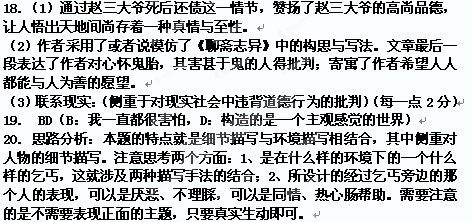 18. (1)通过赵三大爷死后还债这一情节，赞扬了赵三大爷的高尚品德，
让人悟出天地间尚存着一种真情与至性。
(2)作者采用了或者说模仿了《聊斋志异》中的构思与写法。文章最后一
段表达了作者对心怀鬼胎，其害甚于鬼的人得批判；寄寓了作者希望人人
都能与人为善的愿望。
(3)联系现实：(侧重于对现实社会中违背道德行为的批判)(每一点2分)
19. BD (B：我一直都很害怕，D：构造的是一个主观感觉的世界)
20. 思路分析：本题的特点就是细节描写与环境描写相结合，其中侧重对
人物的细节描写。注意思考两个方面：1、是在什么样的环境下的一个什么
样的乞丐，这就涉及两种描写手法的结合；2、所设计的经过乞丐旁边的那
个人的表现，可以是厌恶、不理睬，可以是同情、热心肠帮助。需要注意
的是不需要表现正面的主题，只要真实生动即可。